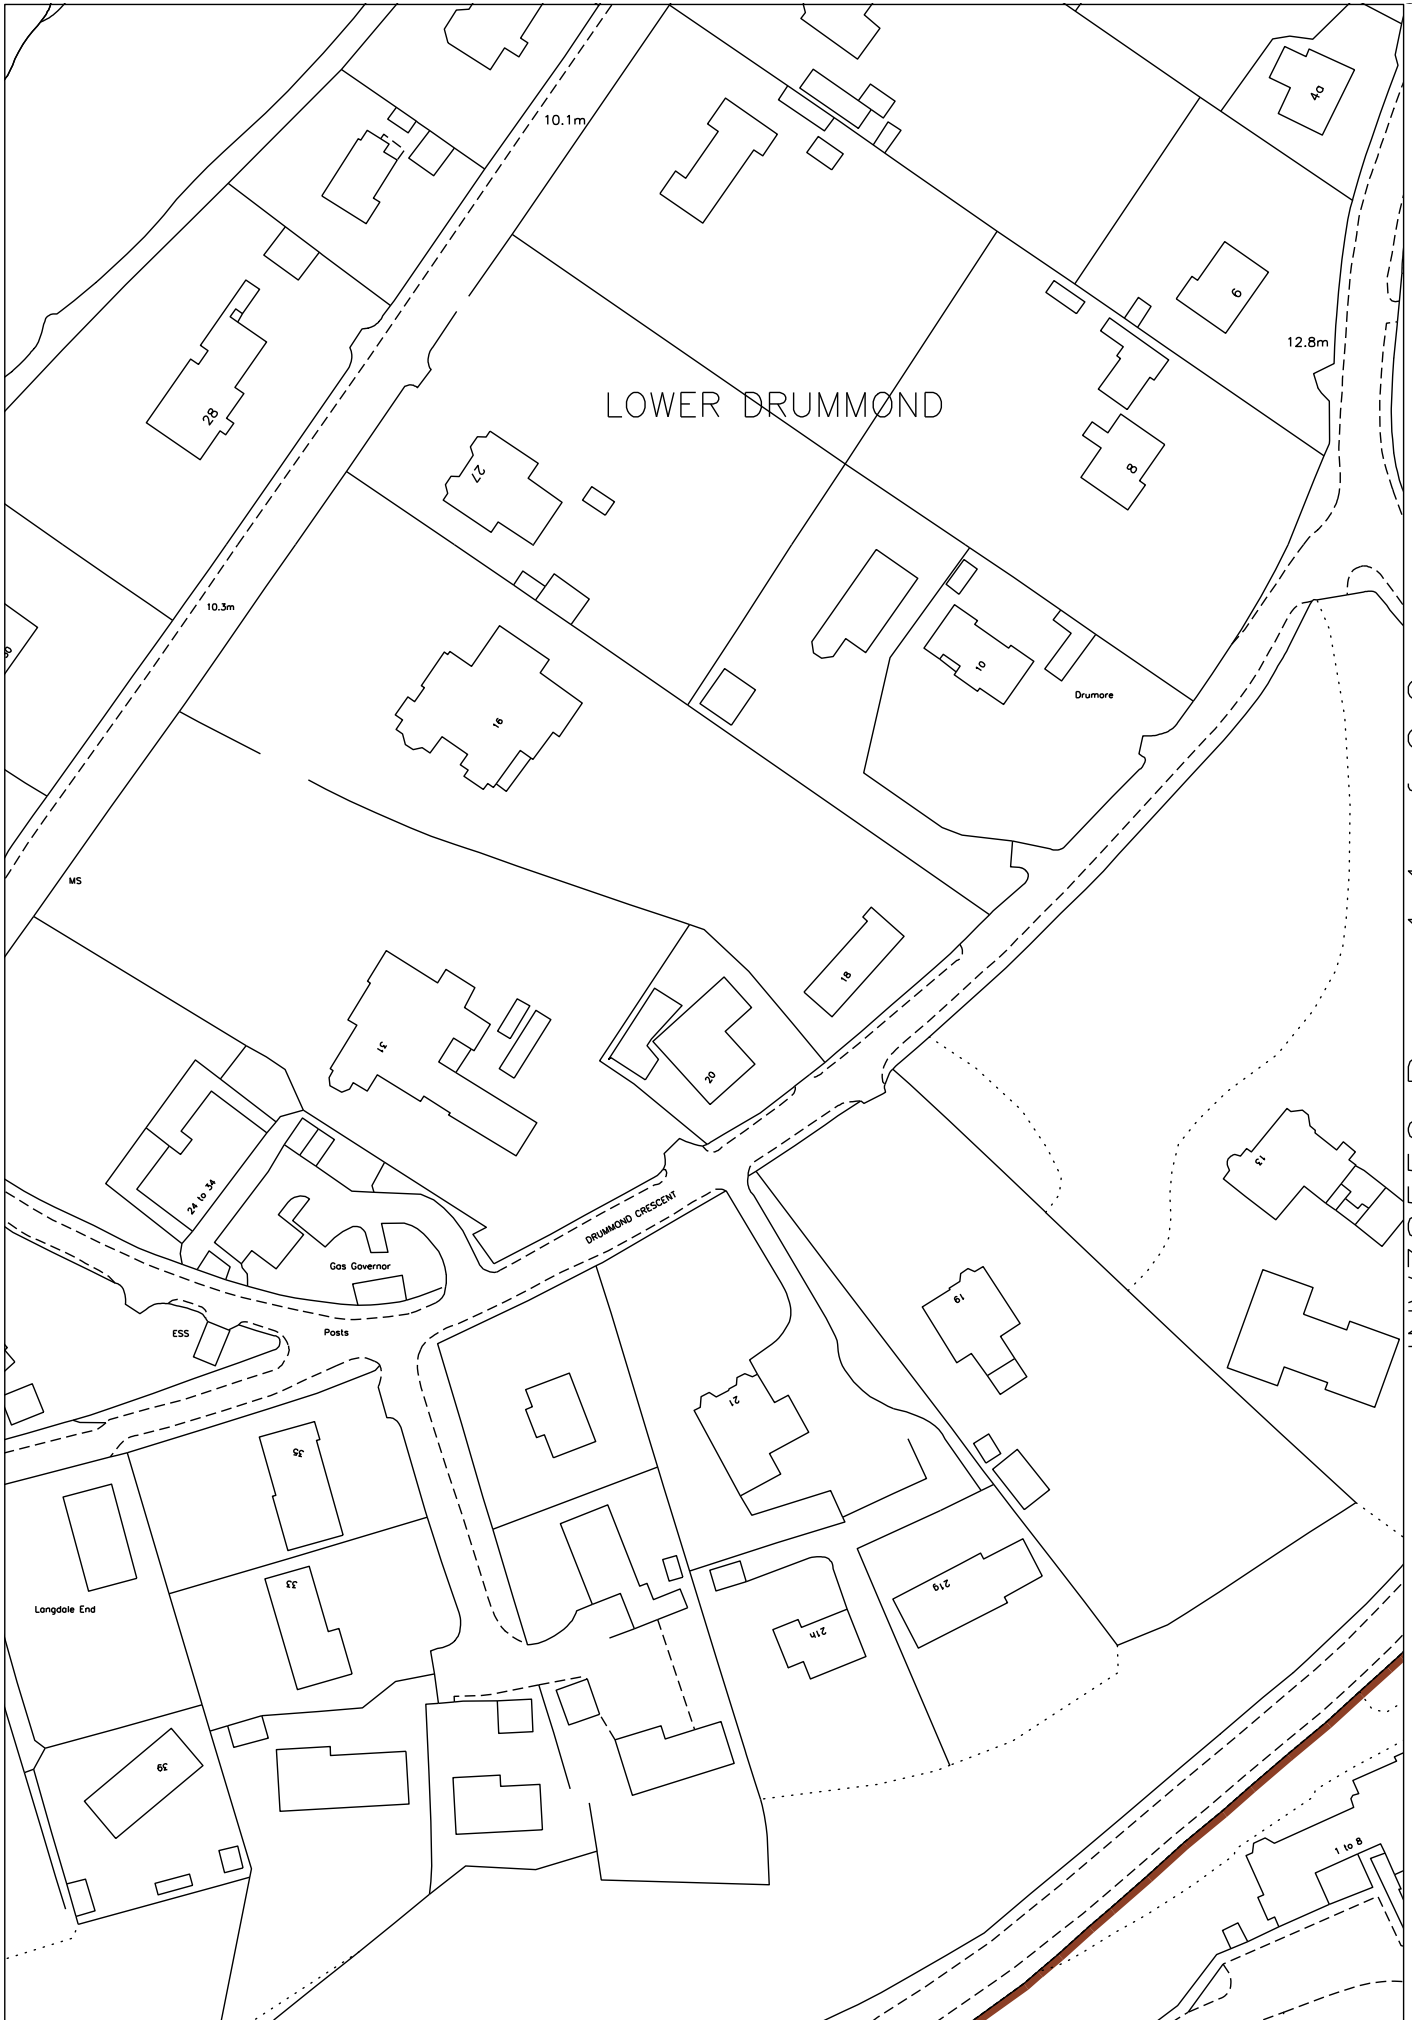 10.1m
4a
6
12.8m
LOWER DRUMMOND
28
27
8
10.3m
10
Drumore
16
MS
18
31
20
24 to 34
13
DRUMMOND CRESCENT
Gas Governor
19
ESS
Posts
21
35
21g
33
Langdale End
21h
39
1 to 8